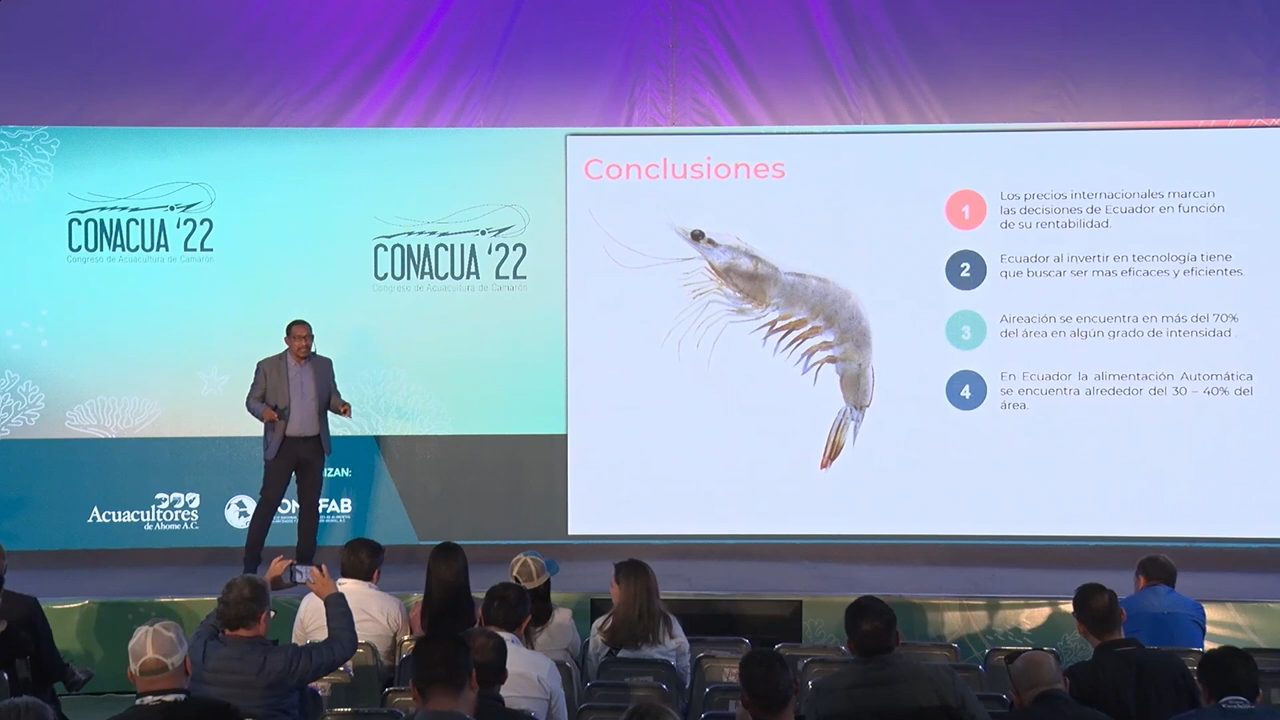 CONACUA '22
Congreso de Acuacultura de Camarón
CONACUA '22
Congreso de Acuacultura de Camarón
IZAN:
Acuacultores
de Ahome A.C.
FAB
Conclusiones
1
Los precios internacionales marcan
las decisiones de Ecuador en función
de su rentabilidad.
2
Ecuador al invertir en tecnología tiene
que buscar ser mas eficaces y eficientes.
3
Aireación se encuentra en más del 70%
del área en algún grado de intensidad .
4
En Ecuador la alimentación Automática
se encuentra alrededor del 30 – 40% del
área.